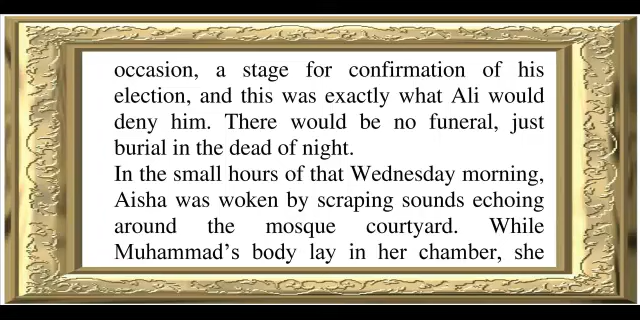 occasion, a stage for confirmation of his
election, and this was exactly what Ali would
deny him. There would be no funeral, just
burial in the dead of night.
In the small hours of that Wednesday morning,
Aisha was woken by scraping sounds echoing
around the mosque courtyard. While
Muhammad’s body lay in her chamber, she